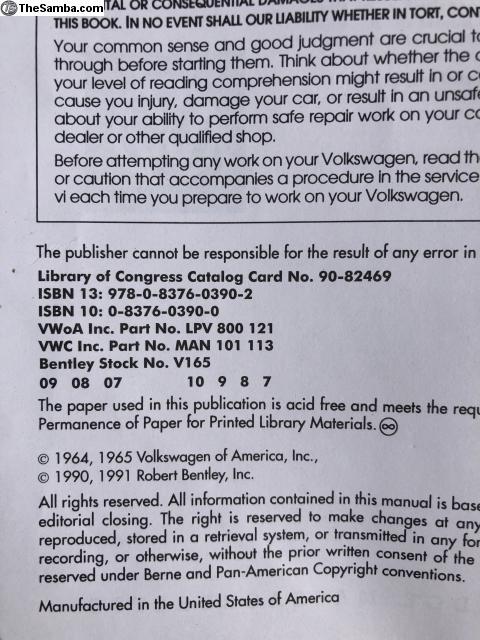 TheSamba.com
TAL OR CONSEQUENTIAL DAMAGES
THIS BOOK. IN NO EVENT SHALL OUR LIABILITY WHETHER IN TORT, CON
Your common sense and good judgment are crucial to
through before starting them. Think about whether the
your level of reading comprehension might result in or c
cause you injury, damage your car, or result in an unsafe
about your ability to perform safe repair work on your c
dealer or other qualified shop.
Before attempting any work on your Volkswagen, read th
or caution that accompanies a procedure in the service
vi each time you prepare to work on your Volkswagen.
The publisher cannot be responsible for the result of any error in
Library of Congress Catalog Card No. 90-82469
ISBN 13: 978-0-8376-0390-2
ISBN 10: 0-8376-0390-0
VWoA Inc. Part No. LPV 800 121
VWC Inc. Part No. MAN 101 113
Bentley Stock No. V165
09 08 07 10 9 8 7
The paper used in this publication is acid free and meets the requ
Permanence of Paper for Printed Library Materials. ♾
© 1964, 1965 Volkswagen of America, Inc.,
© 1990, 1991 Robert Bentley, Inc.
All rights reserved. All information contained in this manual is base
editorial closing. The right is reserved to make changes at any
reproduced, stored in a retrieval system, or transmitted in any for
recording, or otherwise, without the prior written consent of the
reserved under Berne and Pan-American Copyright conventions.
Manufactured in the United States of America